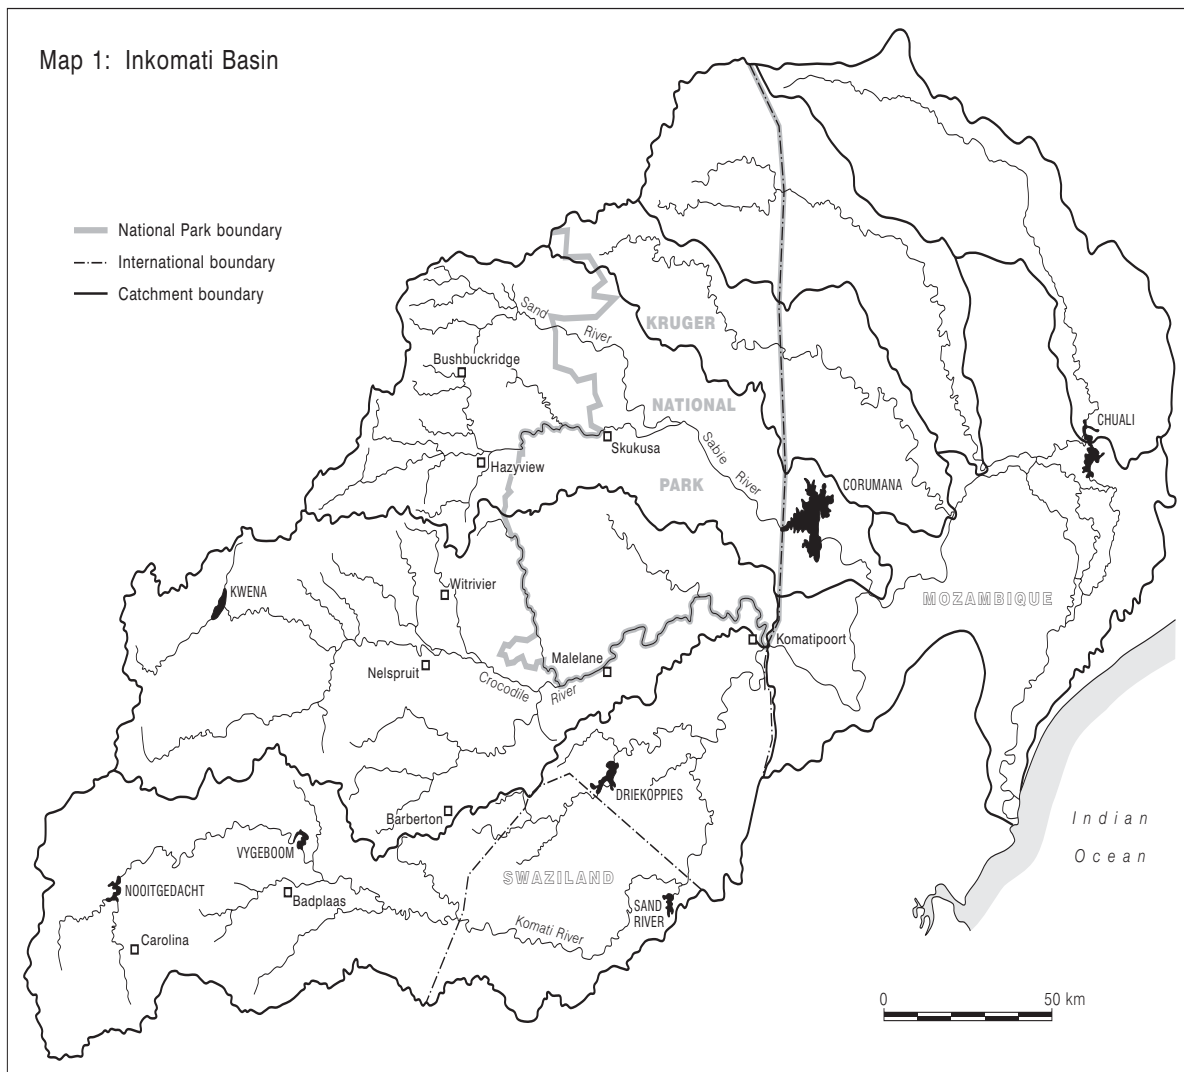 Map 1: Inkomati Basin
National Park boundary
International boundary
Catchment boundary
Sand
River
KRUGER
Bushbuckridge
NATIONAL
CHUALI
Skukusa
Sabie
River
Hazyview
PARK
CORUMANA
KWENA
Witrivier
MOZAMBIQUE
Komatipoort
Malelane
Nelspruit
Crocodile
River
DRIEKOPPIES
Barberton
Indian
Ocean
VYGEBOOM
SWAZILAND
NOOITGEDACHT
Badplaas
SAND
RIVER
Komati River
Carolina
0
50 km